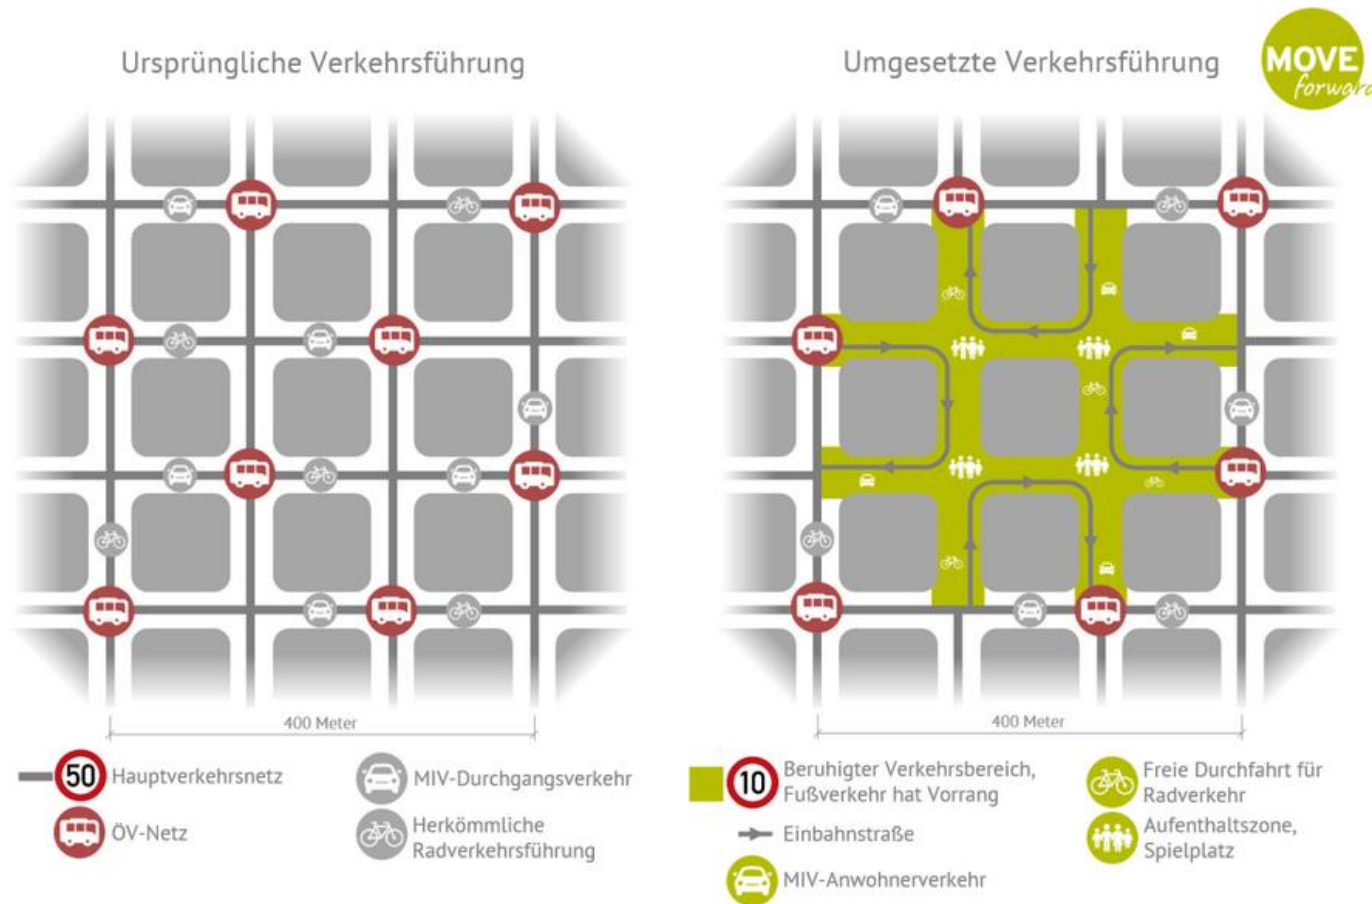 Ursprüngliche Verkehrsführung
Umgesetzte Verkehrsführung
MOVE
forward
400 Meter
400 Meter
50 Hauptverkehrsnetz
ÖV-Netz
MIV-Durchgangsverkehr
Herkömmliche
Radverkehrsführung
10 Beruhigter Verkehrsbereich,
Fußverkehr hat Vorrang
Einbahnstraße
MIV-Anwohnerverkehr
Freie Durchfahrt für
Radverkehr
Aufenthaltszone,
Spielplatz